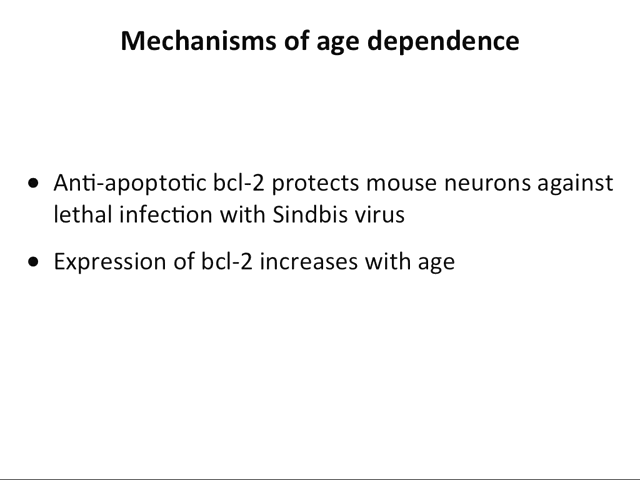 Mechanisms of age dependence
• Anti-apoptotic bcl-2 protects mouse neurons against
lethal infection with Sindbis virus
• Expression of bcl-2 increases with age